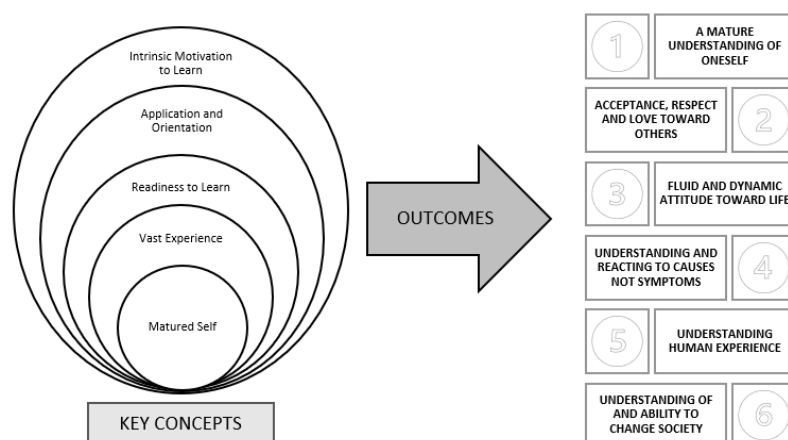 Intrinsic Motivation
to Learn
Application and
Orientation
Readiness to Learn
Vast Experience
Matured Self
KEY CONCEPTS
OUTCOMES
1
A MATURE
UNDERSTANDING OF
ONESELF
ACCEPTANCE, RESPECT
AND LOVE TOWARD
OTHERS
2
3
FLUID AND DYNAMIC
ATTITUDE TOWARD LIFE
UNDERSTANDING AND
REACTING TO CAUSES
NOT SYMPTOMS
4
5
UNDERSTANDING
HUMAN EXPERIENCE
UNDERSTANDING OF
AND ABILITY TO
CHANGE SOCIETY
6